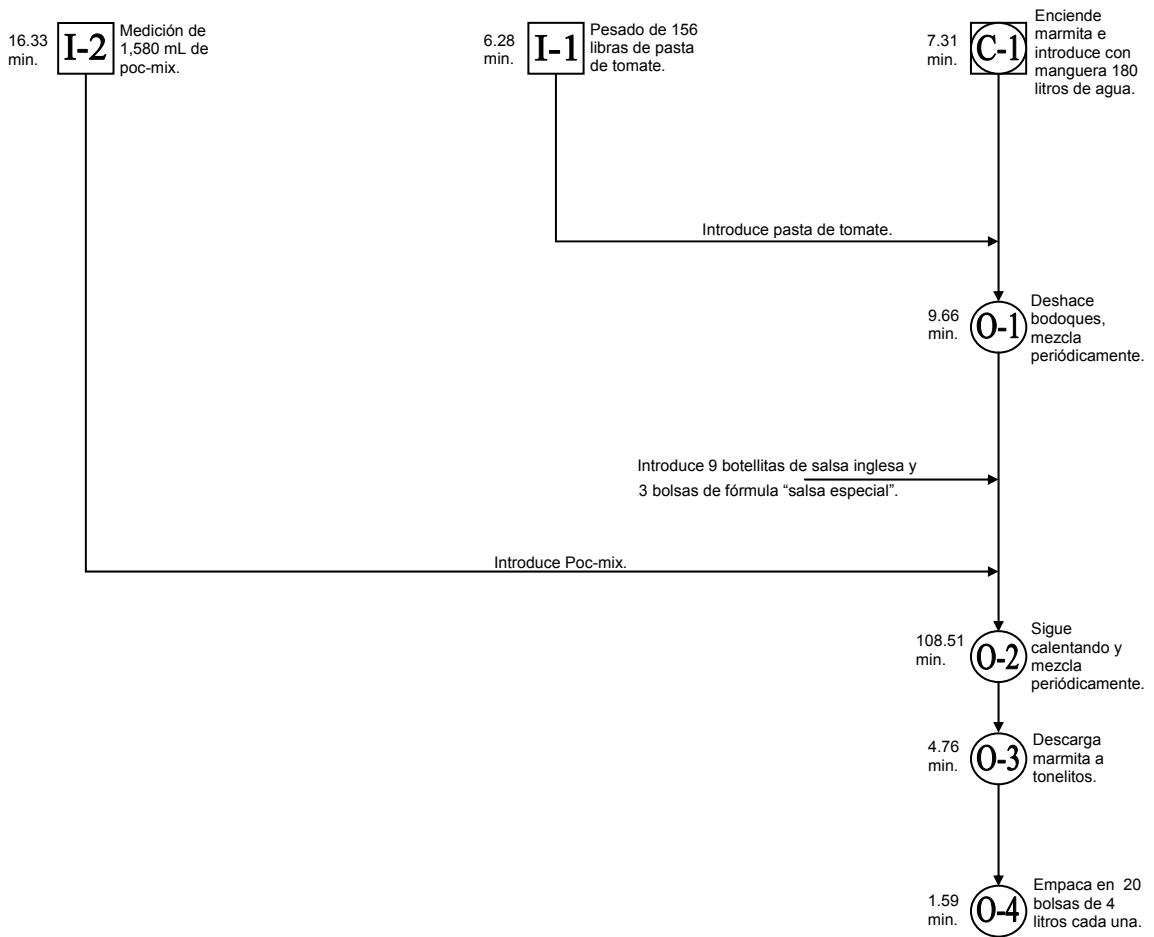 16.33
min.
I-2
Medición de
1,580 mL de
poc-mix.
6.28
min.
I-1
Pesado de 156
libras de pasta
de tomate.
7.31
min.
C-1
Enciende
marmita e
introduce con
manguera 180
litros de agua.
Introduce pasta de tomate.
9.66
min.
O-1
Deshace
bodoques,
mezcla
periódicamente.
Introduce 9 botellitas de salsa inglesa y
3 bolsas de fórmula “salsa especial”.
Introduce Poc-mix.
108.51
min.
O-2
Sigue
calentando y
mezcla
periódicamente.
4.76
min.
O-3
Descarga
marmita a
tonelitos.
1.59
min.
O-4
Empaca en 20
bolsas de 4
litros cada una.